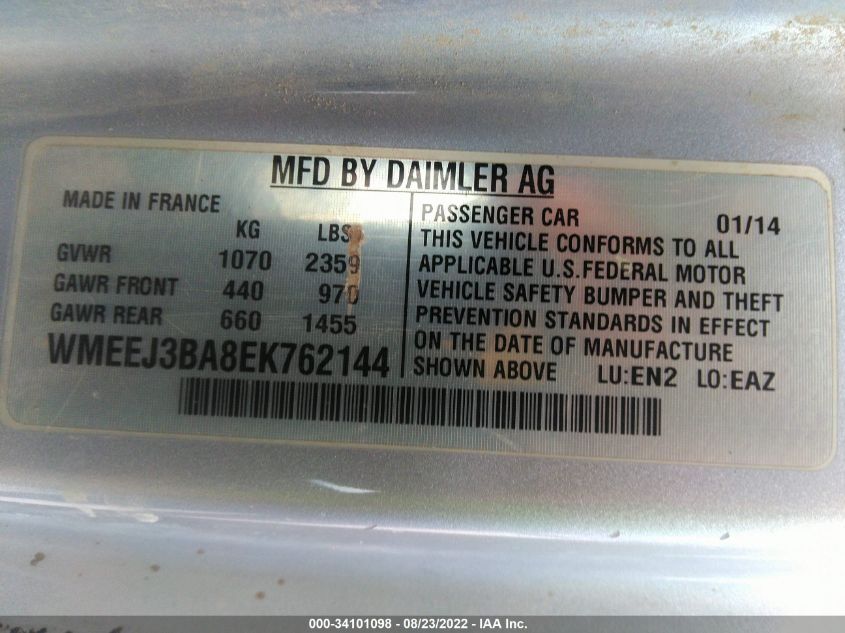 MFD BY DAIMLER AG
MADE IN FRANCE
KG LBS
GVWR 1070 2359
GAWR FRONT 440 970
GAWR REAR 660 1455
WMEEJ3BA8EK762144
PASSENGER CAR 01/14
THIS VEHICLE CONFORMS TO ALL
APPLICABLE U.S.FEDERAL MOTOR
VEHICLE SAFETY BUMPER AND THEFT
PREVENTION STANDARDS IN EFFECT
ON THE DATE OF MANUFACTURE
SHOWN ABOVE LU:EN2 LO:EAZ
000-34101098 - 08/23/2022 - IAA Inc.